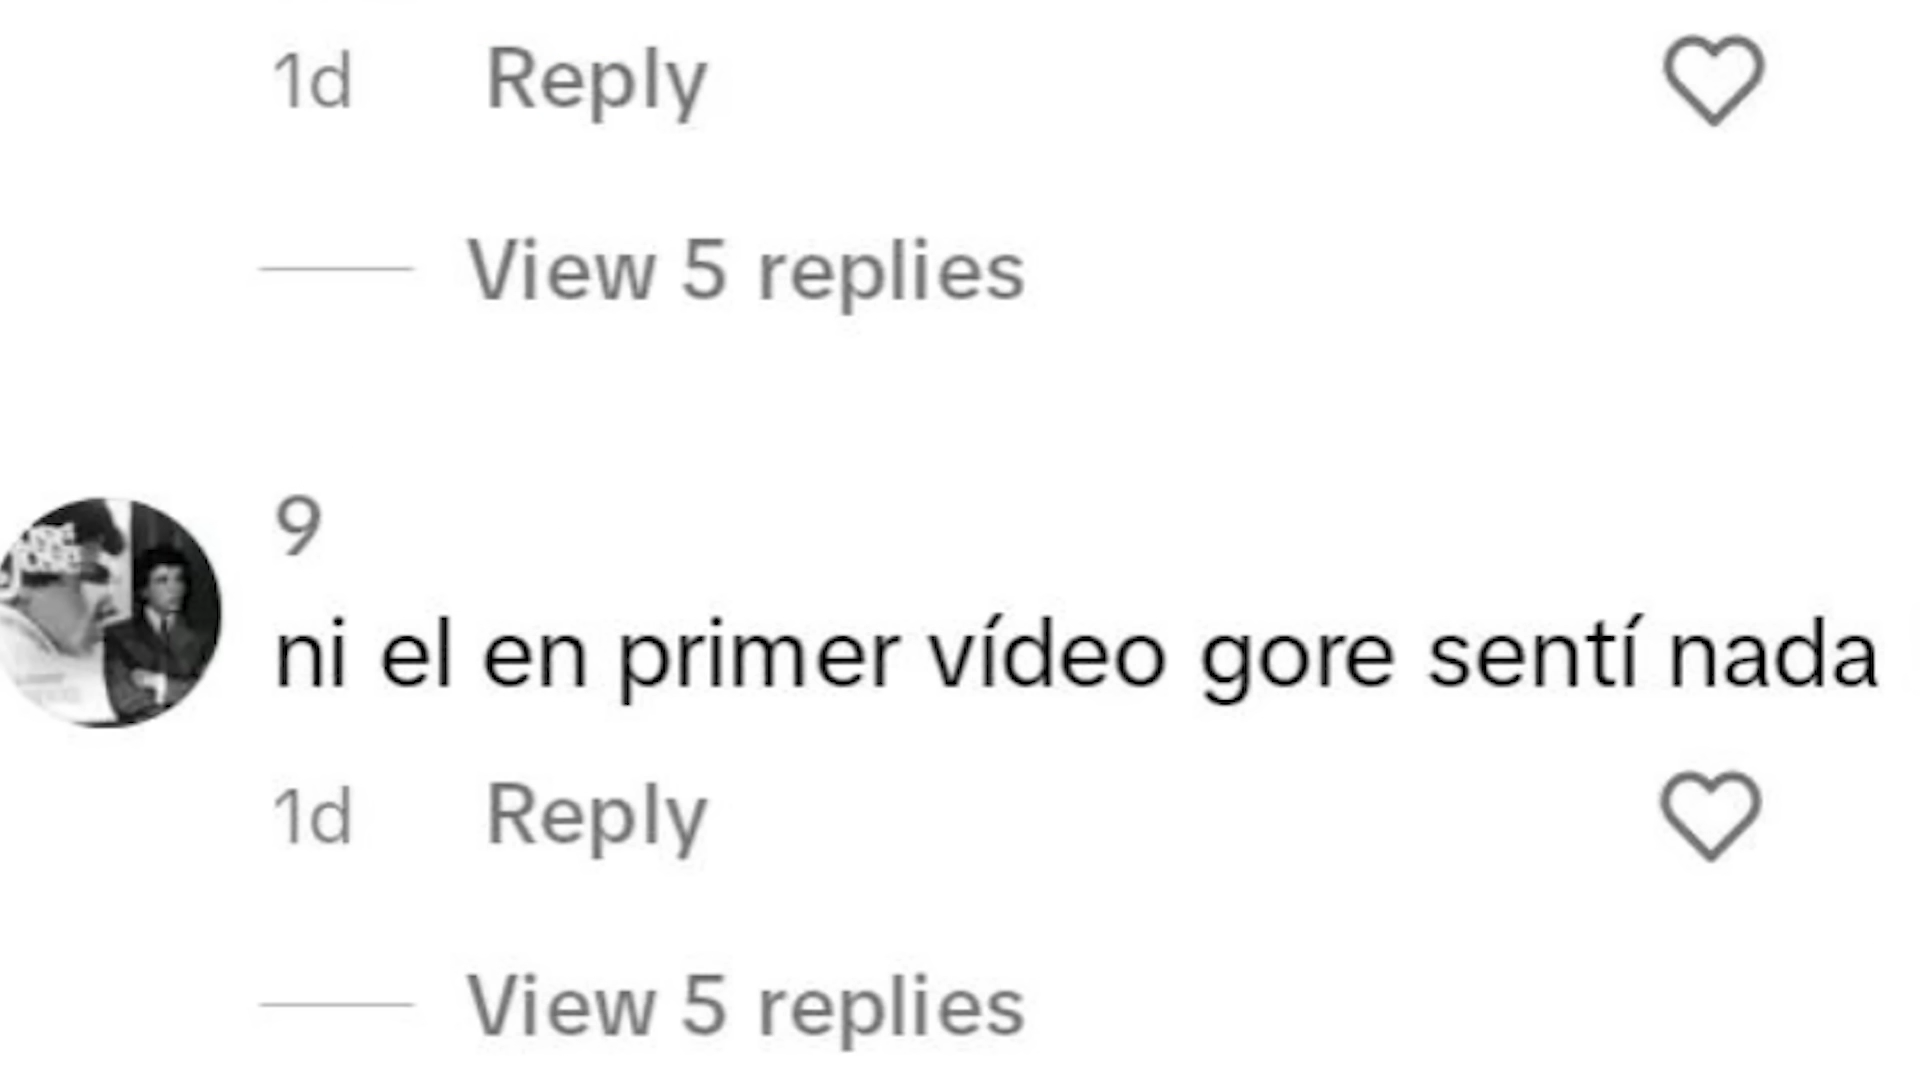 1d Reply
View 5 replies
9
ni el en primer vídeo gore sentí nada
1d Reply
View 5 replies